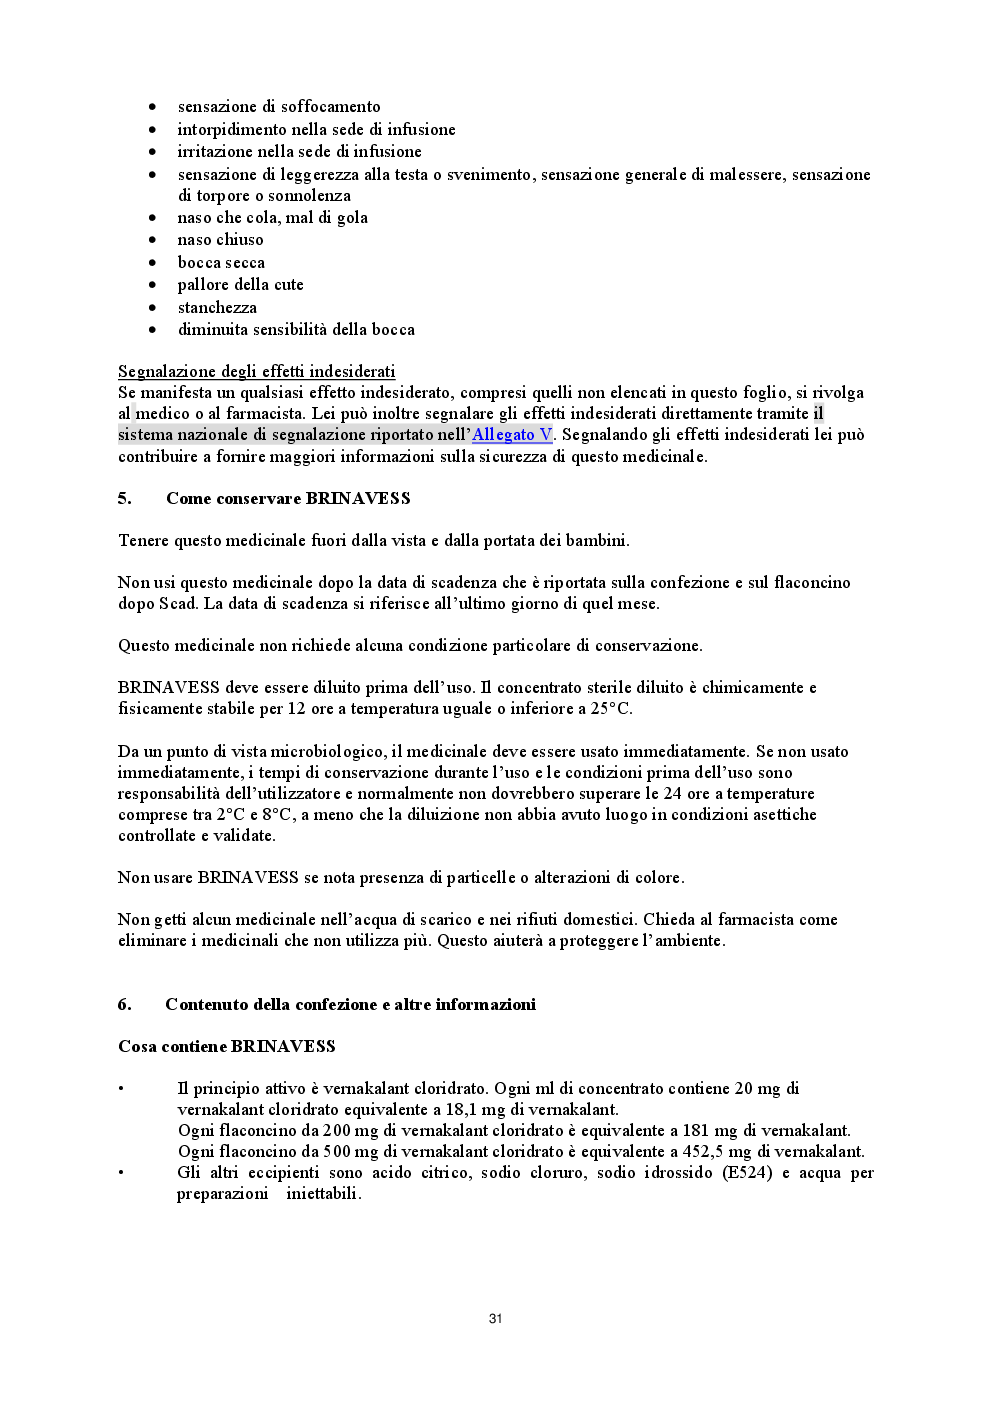 • sensazione di soffocamento
• intorpidimento nella sede di infusione
• irritazione nella sede di infusione
• sensazione di leggerezza alla testa o svenimento, sensazione generale di malessere, sensazione
di torpore o sonnolenza
• naso che cola, mal di gola
• naso chiuso
• bocca secca
• pallore della cute
• stanchezza
• diminuita sensibilità della bocca
Segnalazione degli effetti indesiderati
Se manifesta un qualsiasi effetto indesiderato, compresi quelli non elencati in questo foglio, si rivolga
al medico o al farmacista. Lei può inoltre segnalare gli effetti indesiderati direttamente tramite il
sistema nazionale di segnalazione riportato nell’Allegato V. Segnalando gli effetti indesiderati lei può
contribuire a fornire maggiori informazioni sulla sicurezza di questo medicinale.
5. Come conservare BRINAVESS
Tenere questo medicinale fuori dalla vista e dalla portata dei bambini.
Non usi questo medicinale dopo la data di scadenza che è riportata sulla confezione e sul flaconcino
dopo Scad. La data di scadenza si riferisce all’ultimo giorno di quel mese.
Questo medicinale non richiede alcuna condizione particolare di conservazione.
BRINAVESS deve essere diluito prima dell’uso. Il concentrato sterile diluito è chimicamente e
fisicamente stabile per 12 ore a temperatura uguale o inferiore a 25°C.
Da un punto di vista microbiologico, il medicinale deve essere usato immediatamente. Se non usato
immediatamente, i tempi di conservazione durante l’uso e le condizioni prima dell’uso sono
responsabilità dell’utilizzatore e normalmente non dovrebbero superare le 24 ore a temperature
comprese tra 2°C e 8°C, a meno che la diluizione non abbia avuto luogo in condizioni asettiche
controllate e validate.
Non usare BRINAVESS se nota presenza di particelle o alterazioni di colore.
Non getti alcun medicinale nell’acqua di scarico e nei rifiuti domestici. Chieda al farmacista come
eliminare i medicinali che non utilizza più. Questo aiuterà a proteggere l’ambiente.
6. Contenuto della confezione e altre informazioni
Cosa contiene BRINAVESS
• Il principio attivo è vernakalant cloridrato. Ogni ml di concentrato contiene 20 mg di
vernakalant cloridrato equivalente a 18,1 mg di vernakalant.
Ogni flaconcino da 200 mg di vernakalant cloridrato è equivalente a 181 mg di vernakalant.
Ogni flaconcino da 500 mg di vernakalant cloridrato è equivalente a 452,5 mg di vernakalant.
• Gli altri eccipienti sono acido citrico, sodio cloruro, sodio idrossido (E524) e acqua per
preparazioni iniettabili.
31